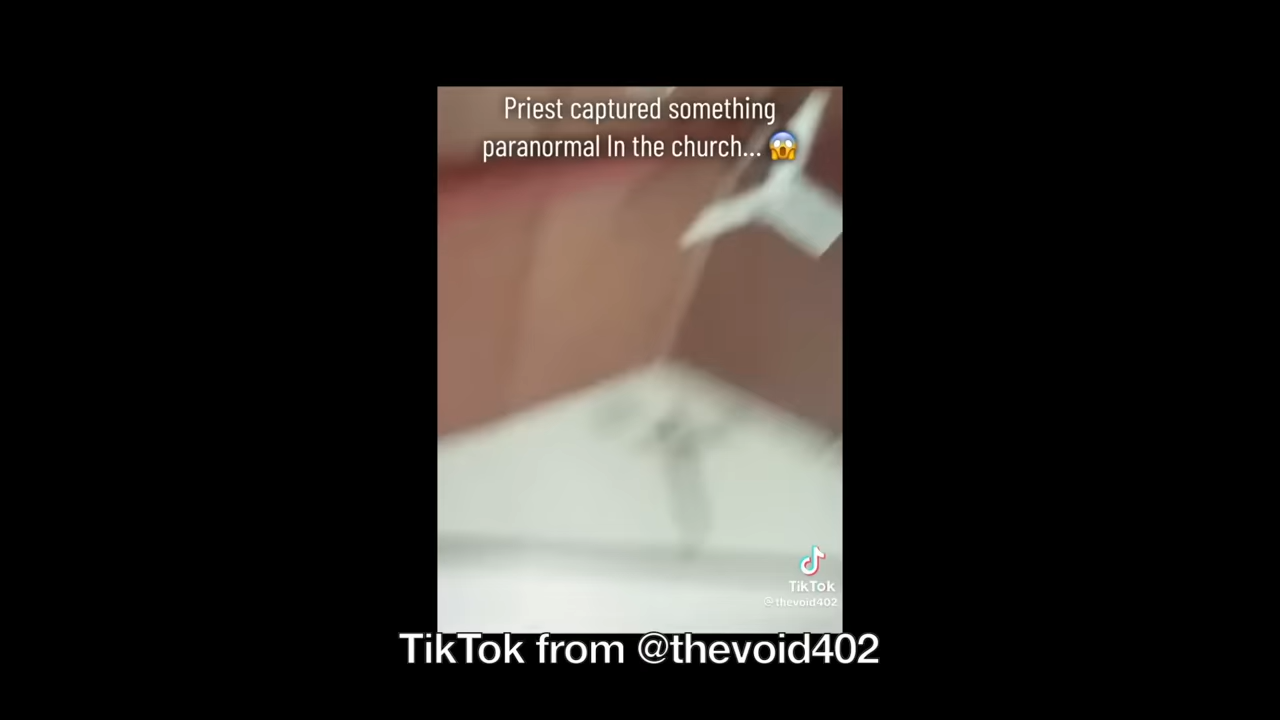 Priest captured something
paranormal In the church... 😱
TikTok
@thevoid402
TikTok from @thevoid402